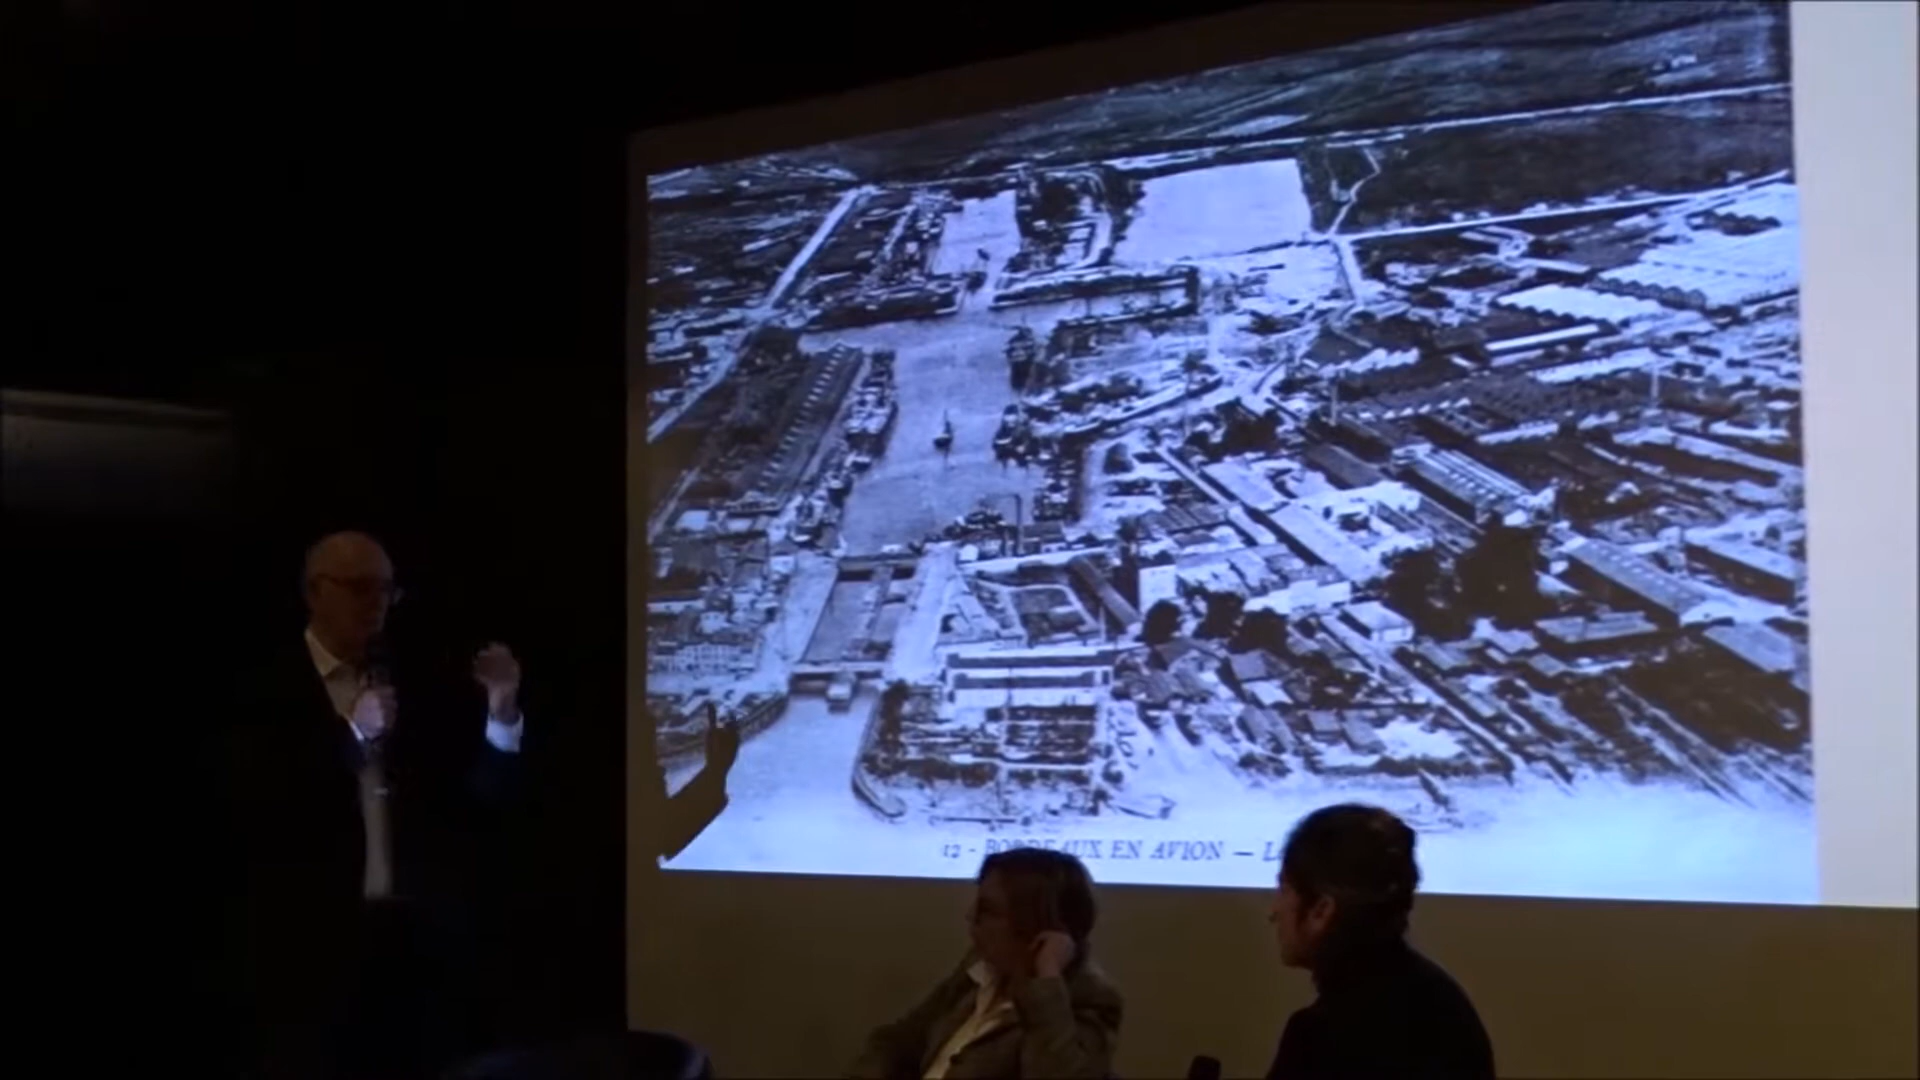 12 - BORDEAUX EN AVION —